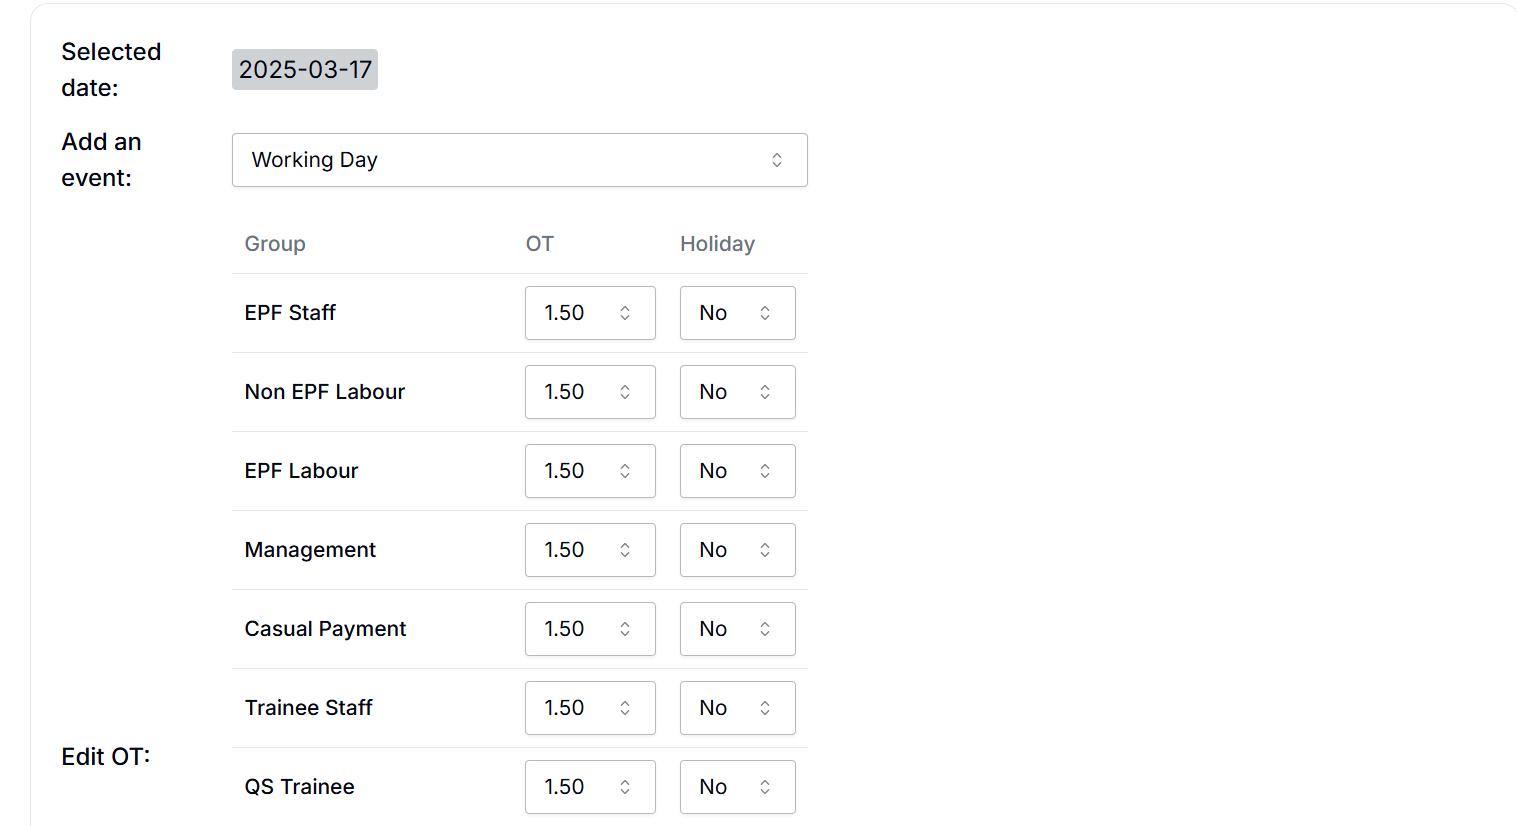 Selected
date:
2025-03-17
Add an
event:
Working Day
Group OT Holiday
EPF Staff 1.50 No
Non EPF Labour 1.50 No
EPF Labour 1.50 No
Management 1.50 No
Casual Payment 1.50 No
Trainee Staff 1.50 No
Edit OT:
QS Trainee 1.50 No